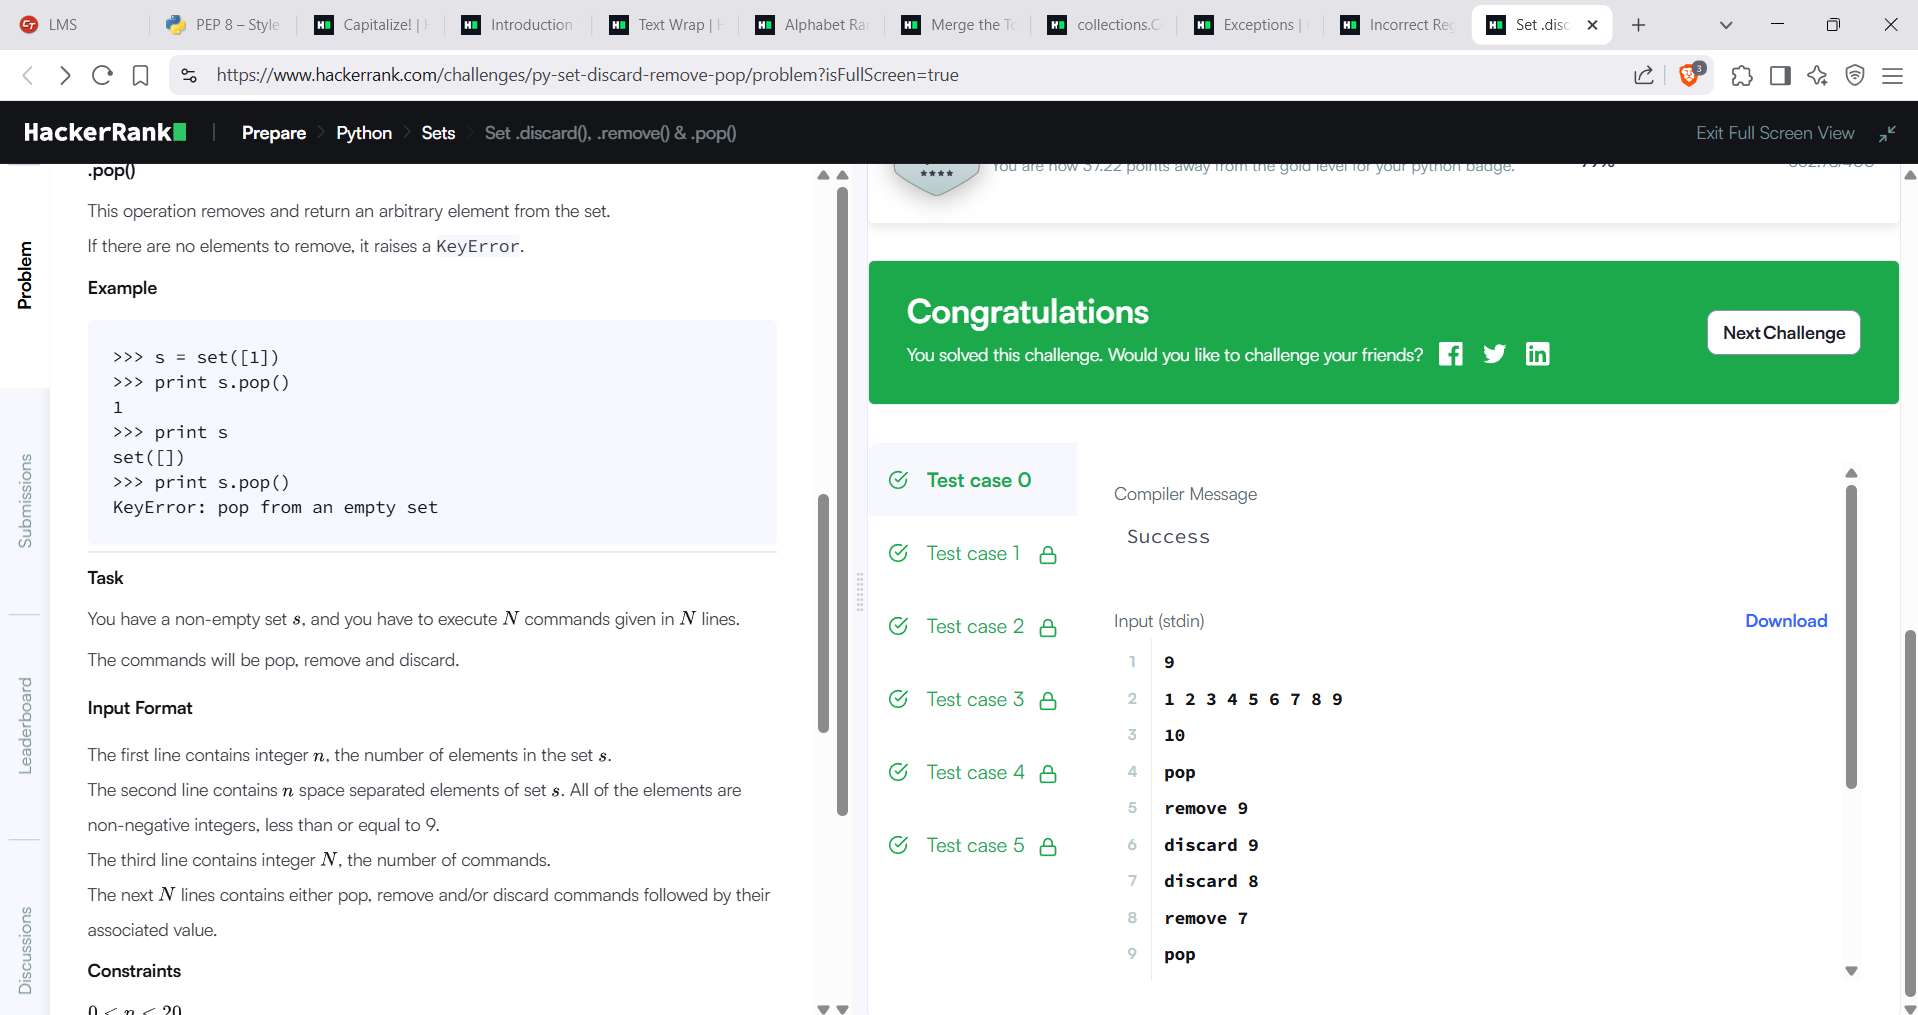 LMS
PEP 8 – Style
Capitalize! |
Introduction
Text Wrap |
Alphabet Ra
Merge the To
collections.C
Exceptions |
Incorrect Reg
Set .disc
https://www.hackerrank.com/challenges/py-set-discard-remove-pop/problem?isFullScreen=true
3
HackerRank
Prepare
Python
Sets
Set .discard(), .remove() & .pop()
Exit Full Screen View
Problem
Submissions
Leaderboard
Discussions
.pop()
This operation removes and return an arbitrary element from the set.
If there are no elements to remove, it raises a KeyError.
Example
>>> s = set([1])
>>> print s.pop()
1
>>> print s
set([])
>>> print s.pop()
KeyError: pop from an empty set
Task
You have a non-empty set s, and you have to execute N commands given in N lines.
The commands will be pop, remove and discard.
Input Format
The first line contains integer n, the number of elements in the set s.
The second line contains n space separated elements of set s. All of the elements are
non-negative integers, less than or equal to 9.
The third line contains integer N, the number of commands.
The next N lines contains either pop, remove and/or discard commands followed by their
associated value.
Constraints
0 < n < 20
You are now 37.22 points away from the gold level for your python badge.
Congratulations
You solved this challenge. Would you like to challenge your friends?
Next Challenge
Test case 0
Test case 1
Test case 2
Test case 3
Test case 4
Test case 5
Compiler Message
Success
Input (stdin)
Download
1 9
2 1 2 3 4 5 6 7 8 9
3 10
4 pop
5 remove 9
6 discard 9
7 discard 8
8 remove 7
9 pop